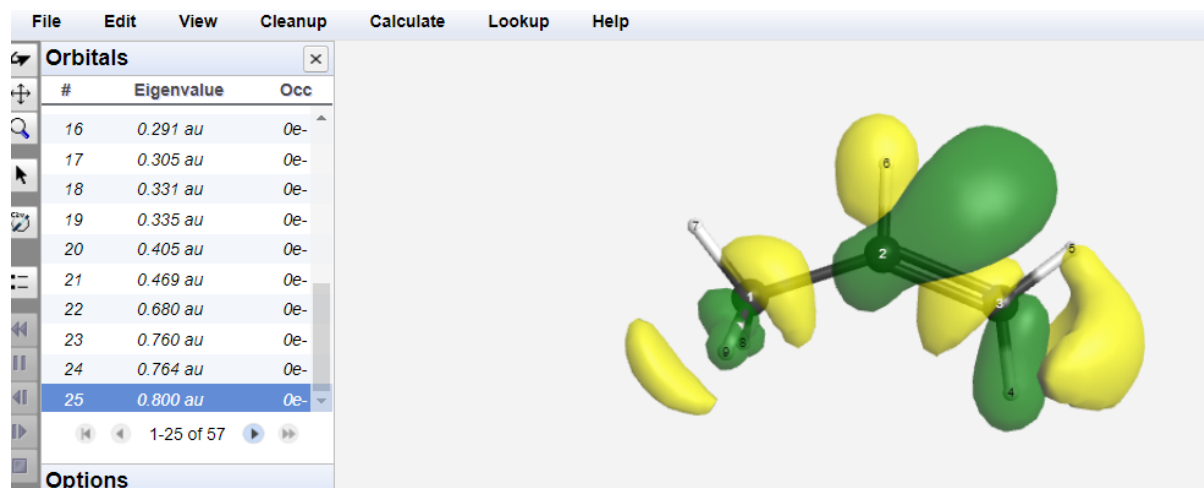 File Edit View Cleanup Calculate Lookup Help
Orbitals ×
# Eigenvalue Occ
16 0.291 au 0e-
17 0.305 au 0e-
18 0.331 au 0e-
19 0.335 au 0e-
20 0.405 au 0e-
21 0.469 au 0e-
22 0.680 au 0e-
23 0.760 au 0e-
24 0.764 au 0e-
25 0.800 au 0e-
1-25 of 57
Options
6
7
2
5
1
3
8
9
4